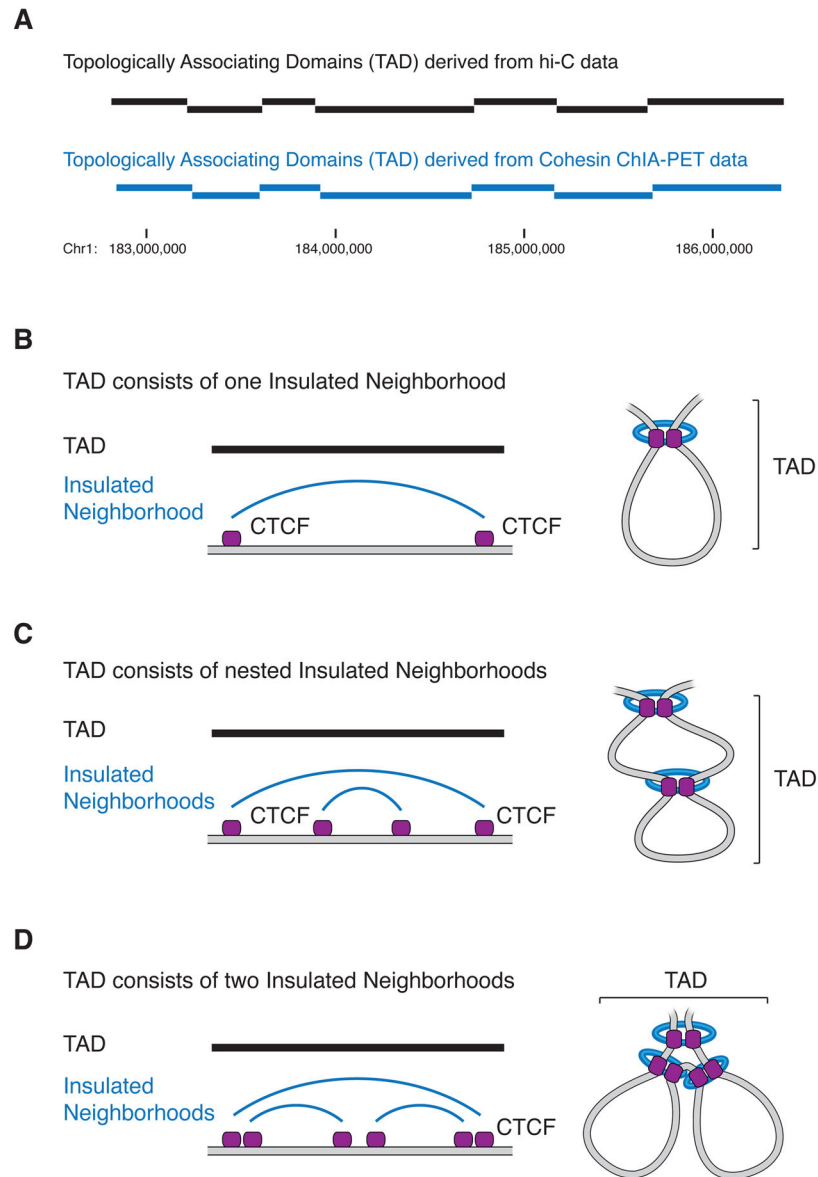 A
Topologically Associating Domains (TAD) derived from hi-C data
Topologically Associating Domains (TAD) derived from Cohesin ChIA-PET data
Chr1: 183,000,000 184,000,000 185,000,000 186,000,000
B
TAD consists of one Insulated Neighborhood
TAD
Insulated
Neighborhood
CTCF CTCF
TAD
C
TAD consists of nested Insulated Neighborhoods
TAD
Insulated
Neighborhoods
CTCF CTCF
TAD
D
TAD consists of two Insulated Neighborhoods
TAD
TAD
Insulated
Neighborhoods
CTCF